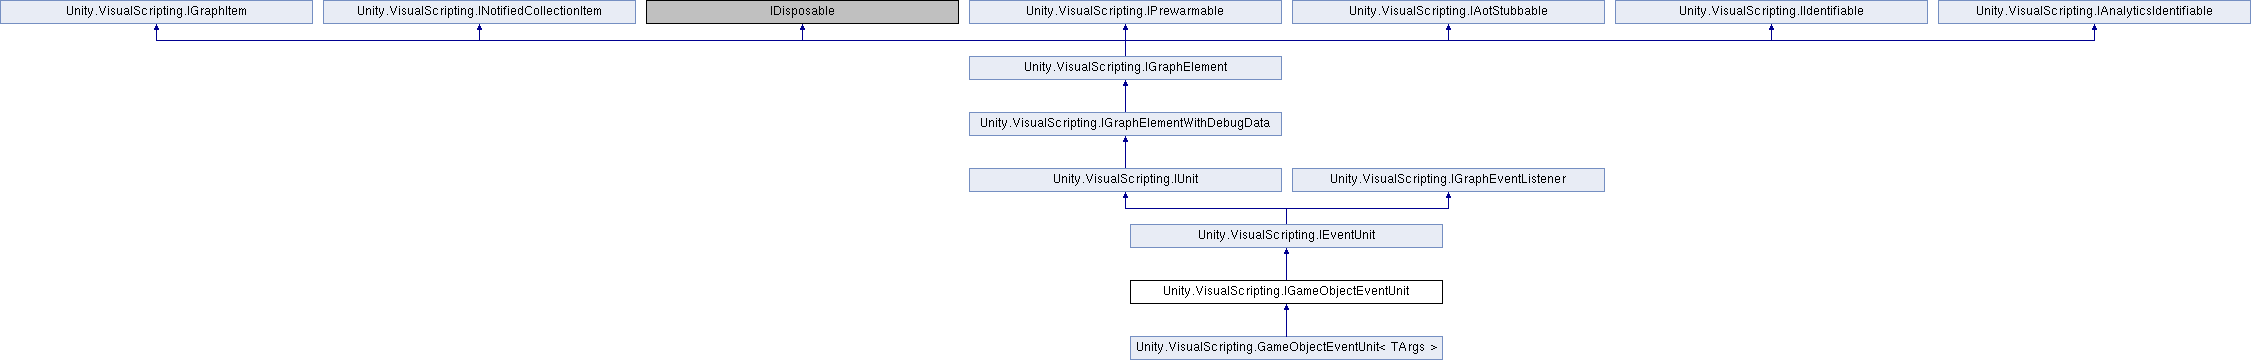 Unity.VisualScripting.IGraphItem
Unity.VisualScripting.INotifiedCollectionItem
IDisposable
Unity.VisualScripting.IPrewarmable
Unity.VisualScripting.IAotStubbable
Unity.VisualScripting.IIdentifiable
Unity.VisualScripting.IAnalyticsIdentifiable
Unity.VisualScripting.IGraphElement
Unity.VisualScripting.IGraphElementWithDebugData
Unity.VisualScripting.IUnit
Unity.VisualScripting.IGraphEventListener
Unity.VisualScripting.IEventUnit
Unity.VisualScripting.IGameObjectEventUnit
Unity.VisualScripting.GameObjectEventUnit< TArgs >